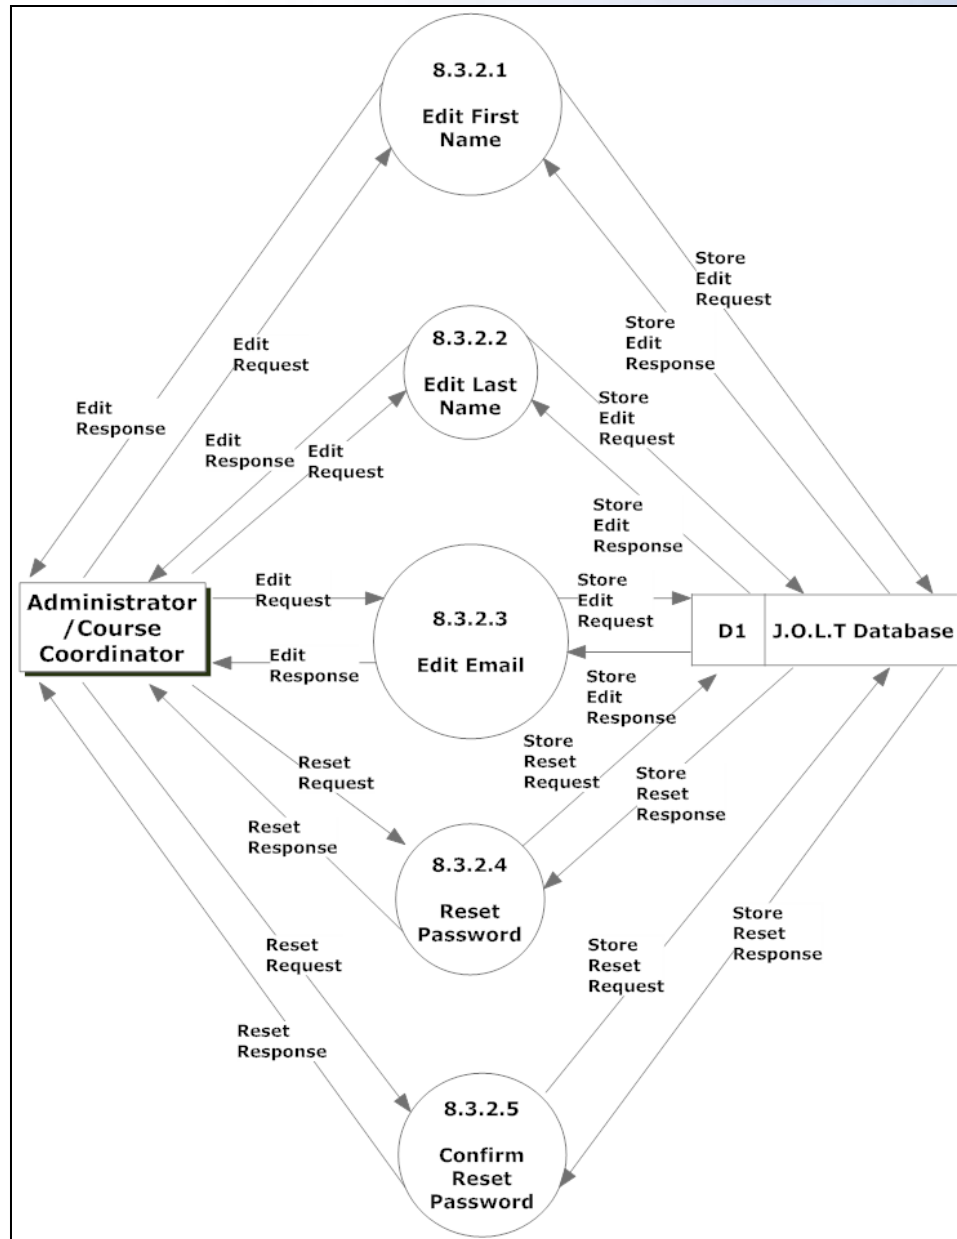 8.3.2.1
Edit First
Name
Store
Edit
Request
Store
Edit
Response
Edit
Request
Edit
Response
8.3.2.2
Edit Last
Name
Store
Edit
Request
Edit
Response
Edit
Request
Store
Edit
Response
Edit
Request
Store
Edit
Request
Administrator
/Course
Coordinator
8.3.2.3
Edit Email
D1
J.O.L.T Database
Edit
Response
Store
Edit
Response
Reset
Request
Store
Reset
Request
Store
Reset
Response
Reset
Response
8.3.2.4
Reset
Password
Reset
Request
Store
Reset
Request
Store
Reset
Response
Reset
Response
8.3.2.5
Confirm
Reset
Password